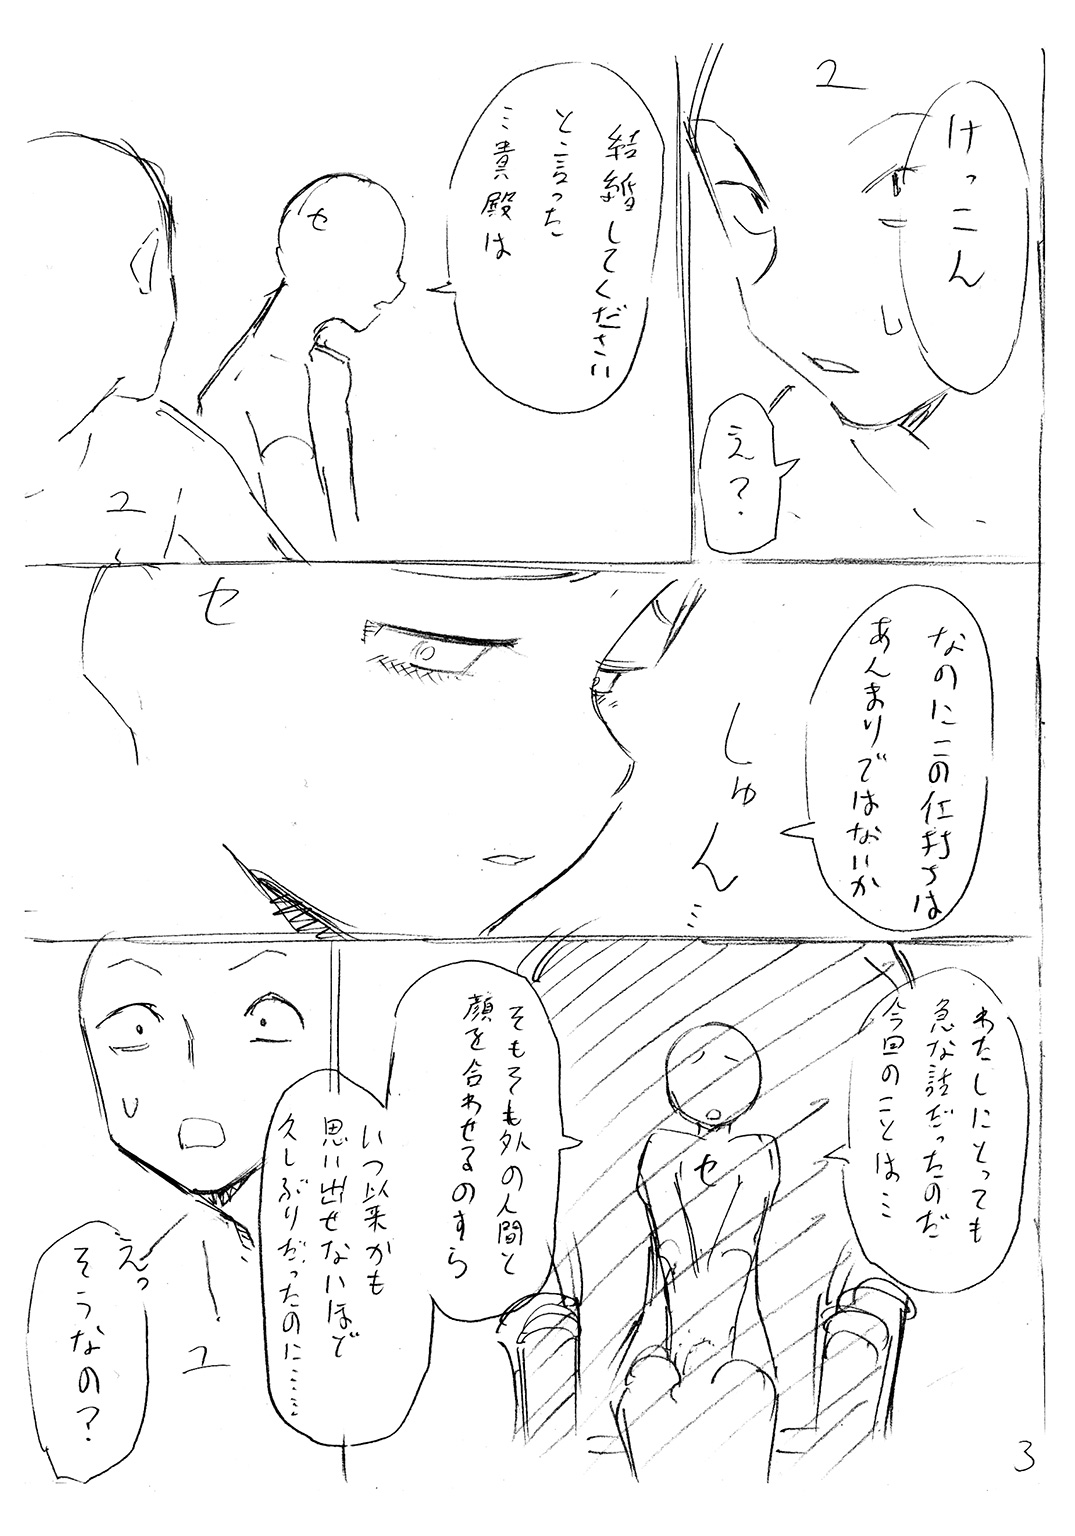 ユ
けっこん
え？
結婚してください
と言った
…貴殿は
セ
ユ
なのにこの仕打ちは
あんまりではないか
しゅん…
セ
わたしにとっても
急な話だったのだ
今回のことは…
セ
そもそも外の人間と
顔を合わせるのすら
いつ以来かも
思い出せないほど
久しぶりだったのに……
えっ
そうなの？
ユ
3